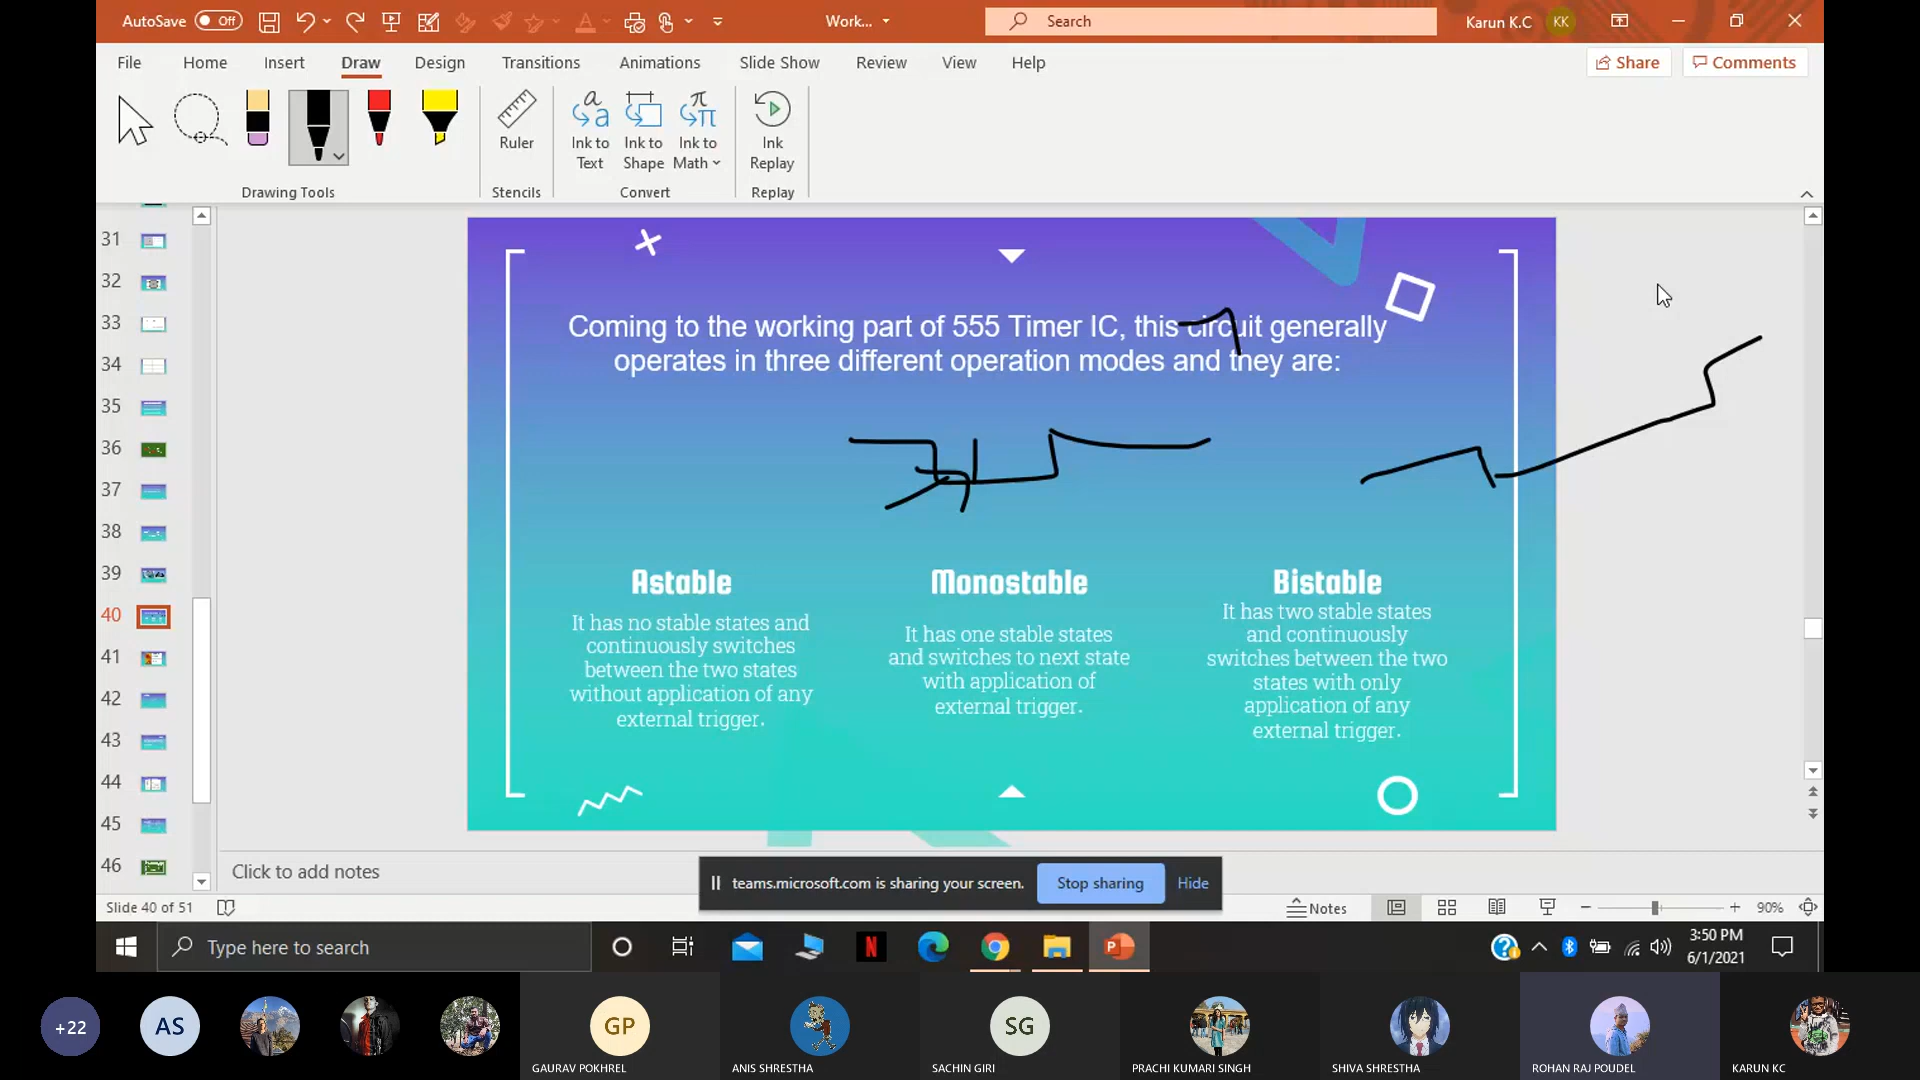 AutoSave Off Work... Search Karun K.C KK
File Home Insert Draw Design Transitions Animations Slide Show Review View Help Share Comments
Ruler
Ink to Text
Ink to Shape
Ink to Math
Ink Replay
Drawing Tools Stencils Convert Replay
31
32
33
34
35
36
37
38
39
40
41
42
43
44
45
46
Coming to the working part of 555 Timer IC, this circuit generally
operates in three different operation modes and they are:
Astable
It has no stable states and
continuously switches
between the two states
without application of any
external trigger.
Monostable
It has one stable states
and switches to next state
with application of
external trigger.
Bistable
It has two stable states
and continuously
switches between the two
states with only
application of any
external trigger.
Click to add notes
teams.microsoft.com is sharing your screen. Stop sharing Hide
Slide 40 of 51 Notes 90%
Type here to search
3:50 PM
6/1/2021
+22 AS GP SG
GAURAV POKHREL ANIS SHRESTHA SACHIN GIRI PRACHI KUMARI SINGH SHIVA SHRESTHA ROHAN RAJ POUDEL KARUN KC